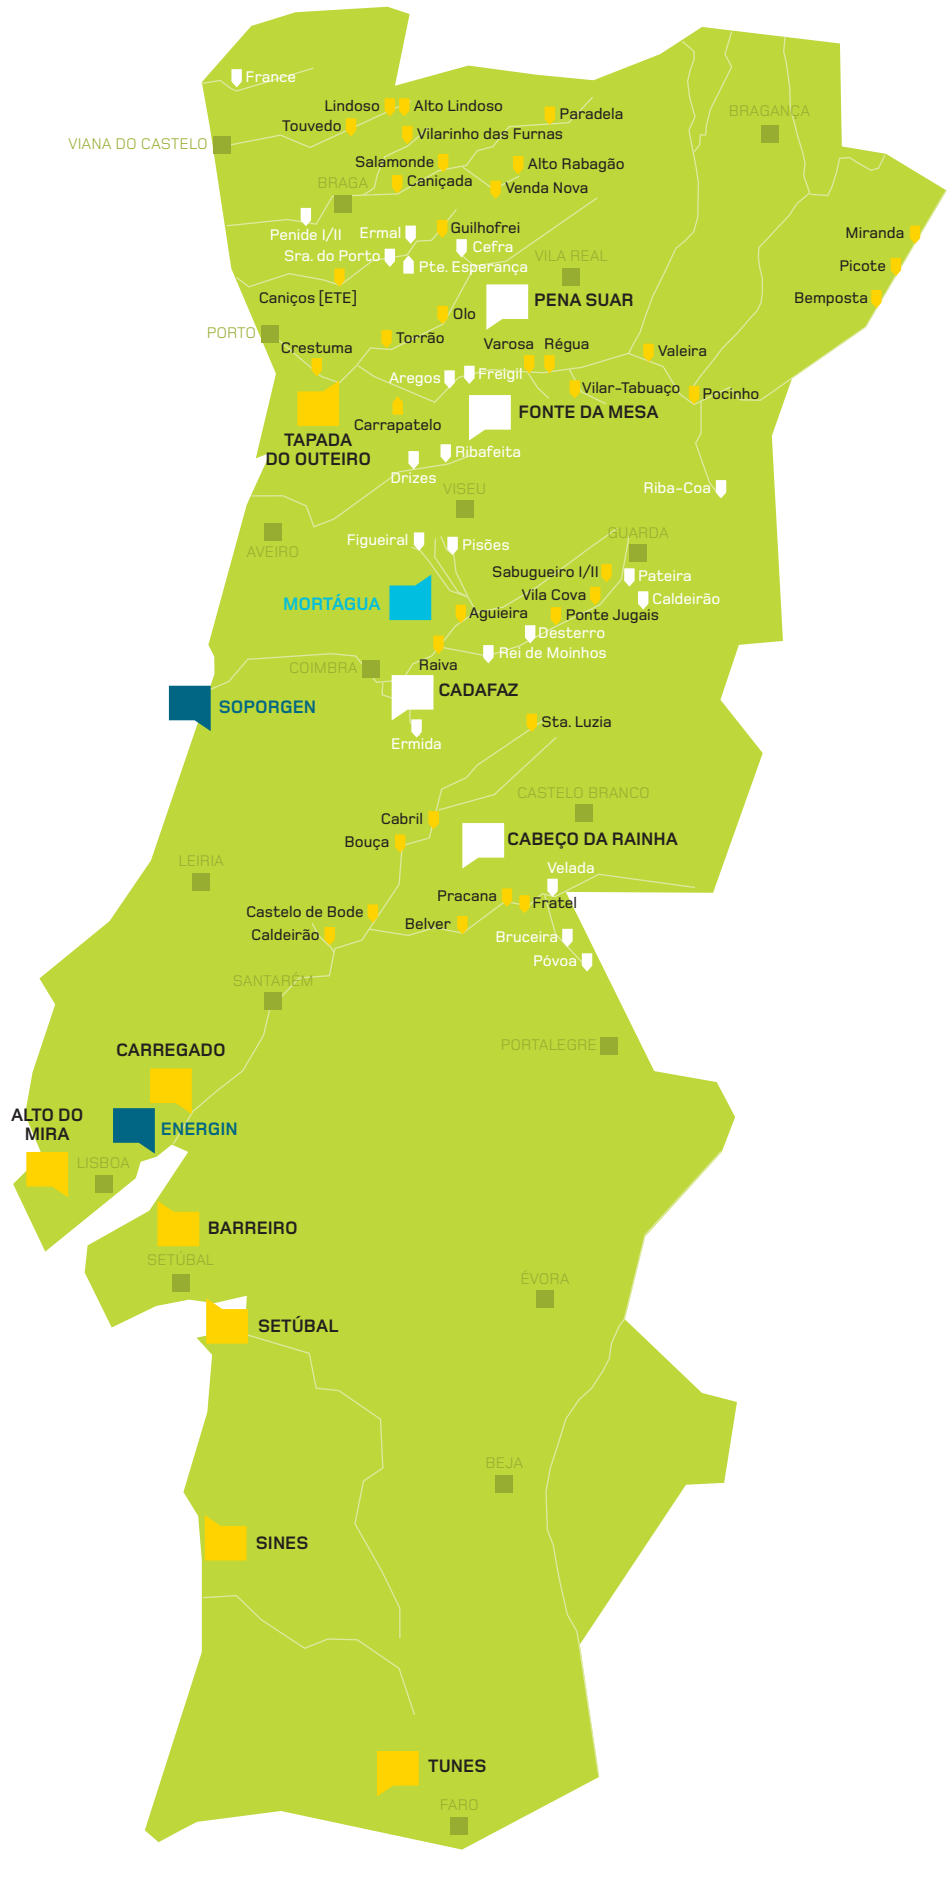 France
Lindoso
Alto Lindoso
Touvedo
Paradela
BRAGANÇA
Vilarinho das Furnas
VIANA DO CASTELO
Salamonde
Alto Rabagão
BRAGA
Caniçada
Venda Nova
Penide I/II
Ermal
Guilhofrei
Miranda
Cefra
Sra. do Porto
VILA REAL
Pte. Esperança
Picote
Caniços [ETE]
PENA SUAR
Bemposta
Olo
PORTO
Torrão
Crestuma
Varosa
Régua
Valeira
Aregos
Freigil
Vilar-Tabuaço
Pocinho
FONTE DA MESA
Carrapatelo
TAPADA
DO OUTEIRO
Ribafeita
Drizes
VISEU
Riba-Coa
GUARDA
Figueiral
Pisões
AVEIRO
Sabugueiro I/II
Pateira
MORTÁGUA
Vila Cova
Caldeirão
Aguieira
Ponte Jugais
Desterro
Rei de Moinhos
COIMBRA
Raiva
CADAFAZ
SOPORGEN
Sta. Luzia
Ermida
CASTELO BRANCO
Cabril
Bouça
CABEÇO DA RAINHA
LEIRIA
Velada
Pracana
Fratel
Castelo de Bode
Belver
Caldeirão
Bruceira
Póvoa
SANTARÉM
PORTALEGRE
CARREGADO
ALTO DO
MIRA
ENERGIN
LISBOA
BARREIRO
SETÚBAL
ÉVORA
SETÚBAL
BEJA
SINES
TUNES
FARO